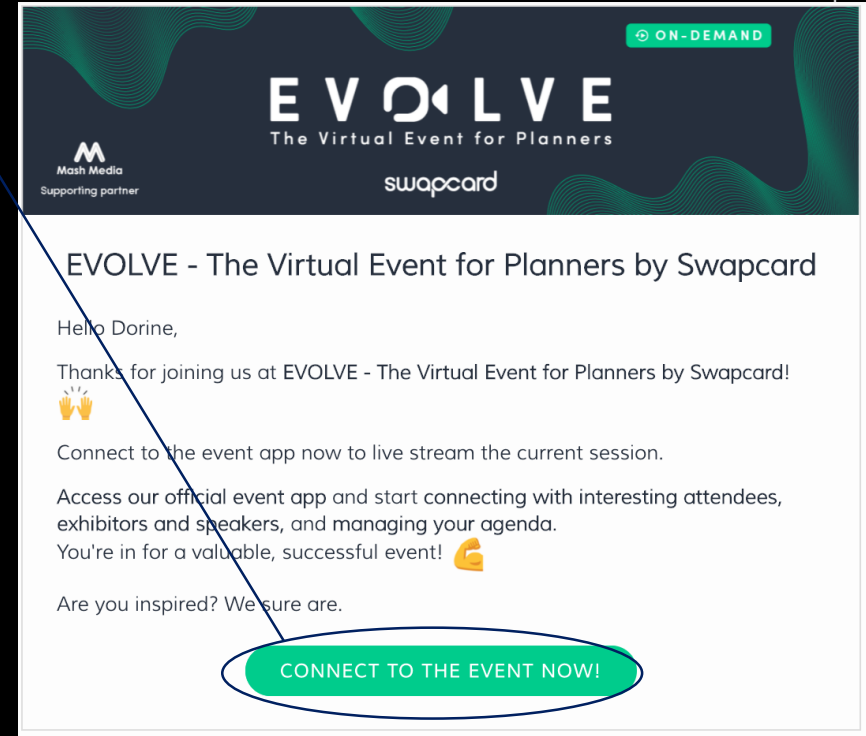 ON-DEMAND
EVOLVE
The Virtual Event for Planners
Mash Media
Supporting partner
swapcard
EVOLVE - The Virtual Event for Planners by Swapcard
Hello Dorine,
Thanks for joining us at EVOLVE - The Virtual Event for Planners by Swapcard!
Connect to the event app now to live stream the current session.
Access our official event app and start connecting with interesting attendees,
exhibitors and speakers, and managing your agenda.
You're in for a valuable, successful event!
Are you inspired? We sure are.
CONNECT TO THE EVENT NOW!